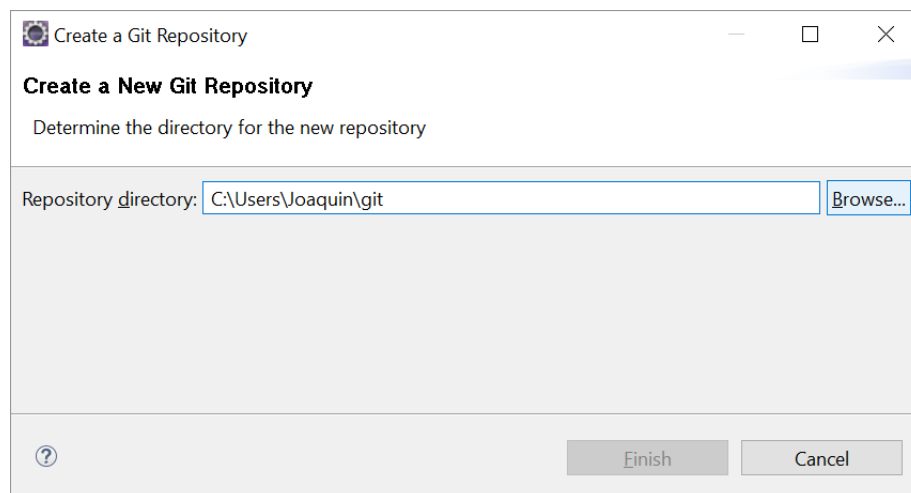 Create a Git Repository
Create a New Git Repository
Determine the directory for the new repository
Repository directory: C:\Users\Joaquin\git Browse...
? Finish Cancel